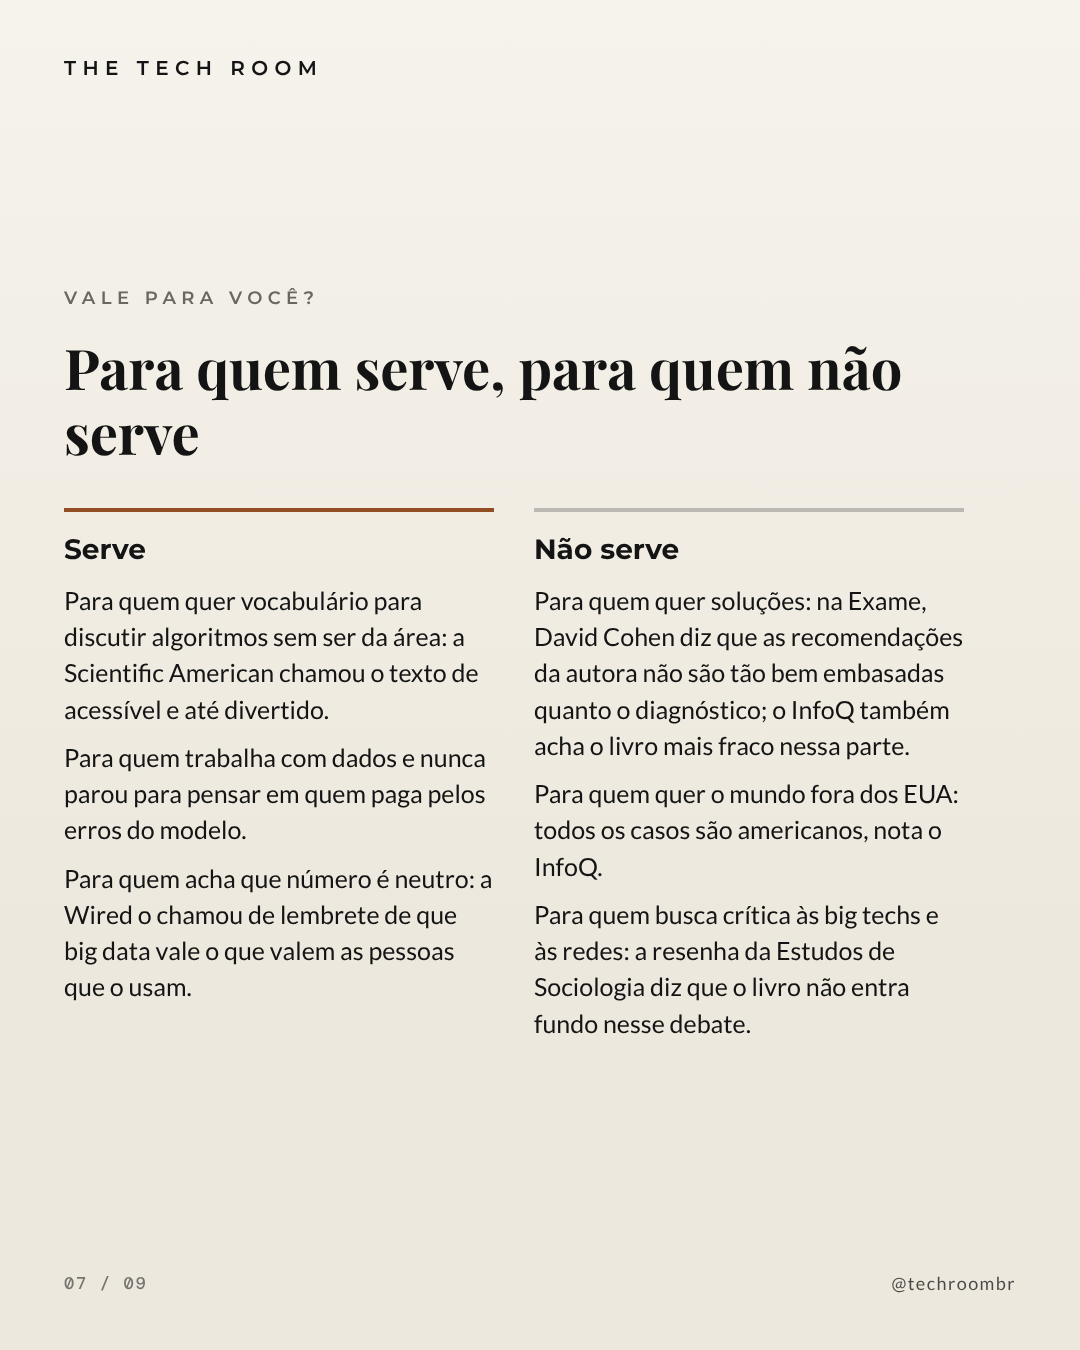 THE TECH ROOM
VALE PARA VOCÊ?
Para quem serve, para quem não
serve
Serve
Para quem quer vocabulário para
discutir algoritmos sem ser da área: a
Scientific American chamou o texto de
acessível e até divertido.
Para quem trabalha com dados e nunca
parou para pensar em quem paga pelos
erros do modelo.
Para quem acha que número é neutro: a
Wired o chamou de lembrete de que
big data vale o que valem as pessoas
que o usam.
Não serve
Para quem quer soluções: na Exame,
David Cohen diz que as recomendações
da autora não são tão bem embasadas
quanto o diagnóstico; o InfoQ também
acha o livro mais fraco nessa parte.
Para quem quer o mundo fora dos EUA:
todos os casos são americanos, nota o
InfoQ.
Para quem busca crítica às big techs e
às redes: a resenha da Estudos de
Sociologia diz que o livro não entra
fundo nesse debate.
07 / 09
@techroombr